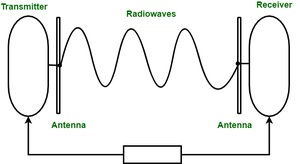 Transmitter
Radiowaves
Receiver
Antenna
Antenna